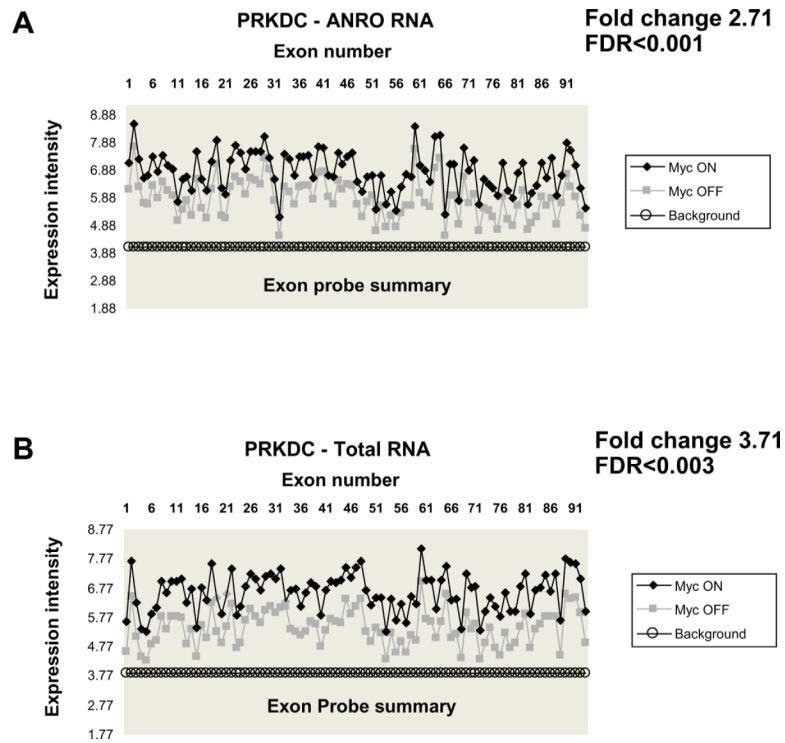 A
PRKDC - ANRO RNA
Fold change 2.71
FDR<0.001
Exon number
1 6 11 16 21 26 31 36 41 46 51 56 61 66 71 76 81 86 91
8.88
7.88
6.88
5.88
4.88
3.88
2.88
1.88
Expression intensity
Exon probe summary
Myc ON
Myc OFF
Background
B
PRKDC - Total RNA
Fold change 3.71
FDR<0.003
Exon number
1 6 11 16 21 26 31 36 41 46 51 56 61 66 71 76 81 86 91
8.77
7.77
6.77
5.77
4.77
3.77
2.77
1.77
Expression intensity
Exon Probe summary
Myc ON
Myc OFF
Background